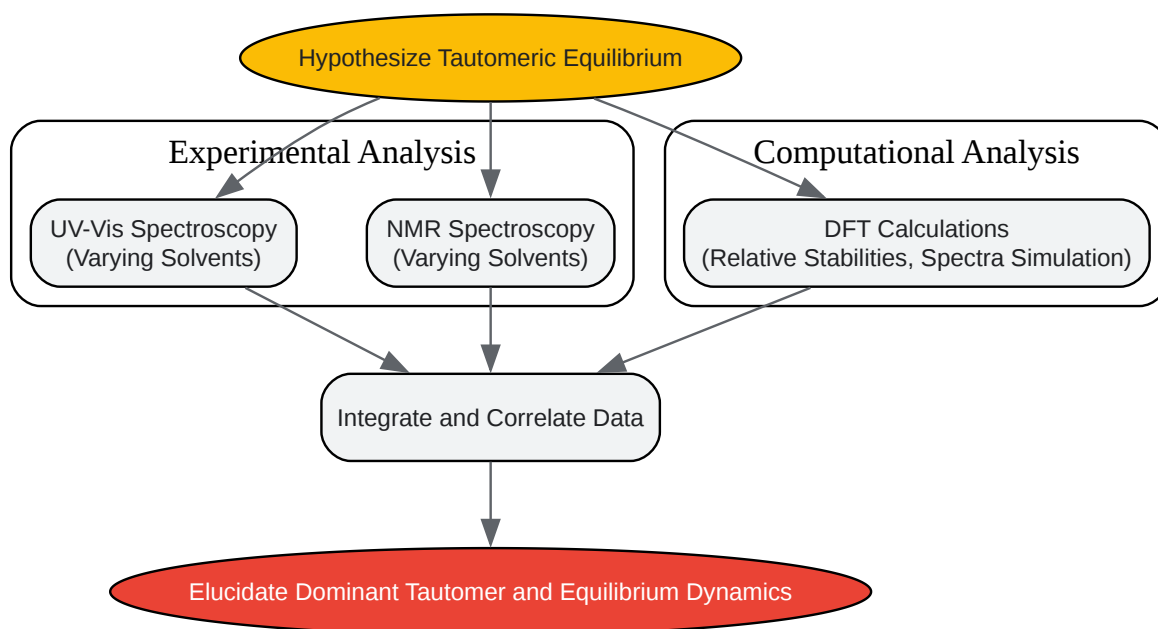 Hypothesize Tautomeric Equilibrium
Experimental Analysis
Computational Analysis
UV-Vis Spectroscopy
(Varying Solvents)
NMR Spectroscopy
(Varying Solvents)
DFT Calculations
(Relative Stabilities, Spectra Simulation)
Integrate and Correlate Data
Elucidate Dominant Tautomer and Equilibrium Dynamics